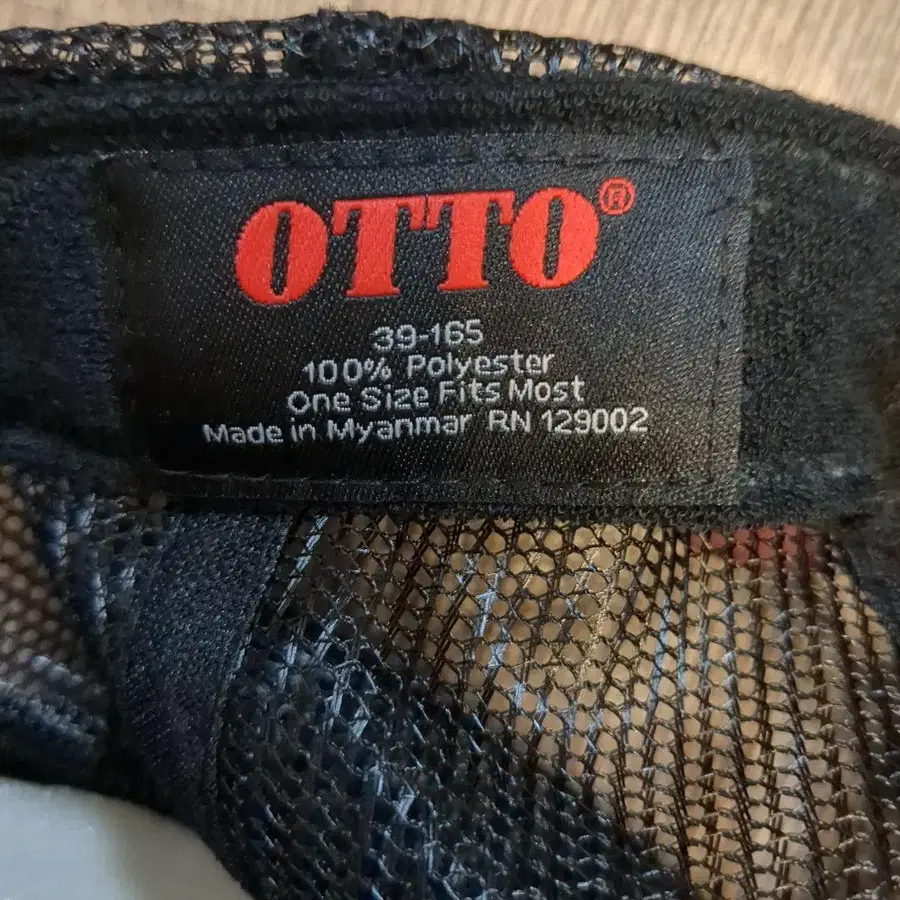 OTTO®
39-165
100% Polyester
One Size Fits Most
Made in Myanmar RN 129002